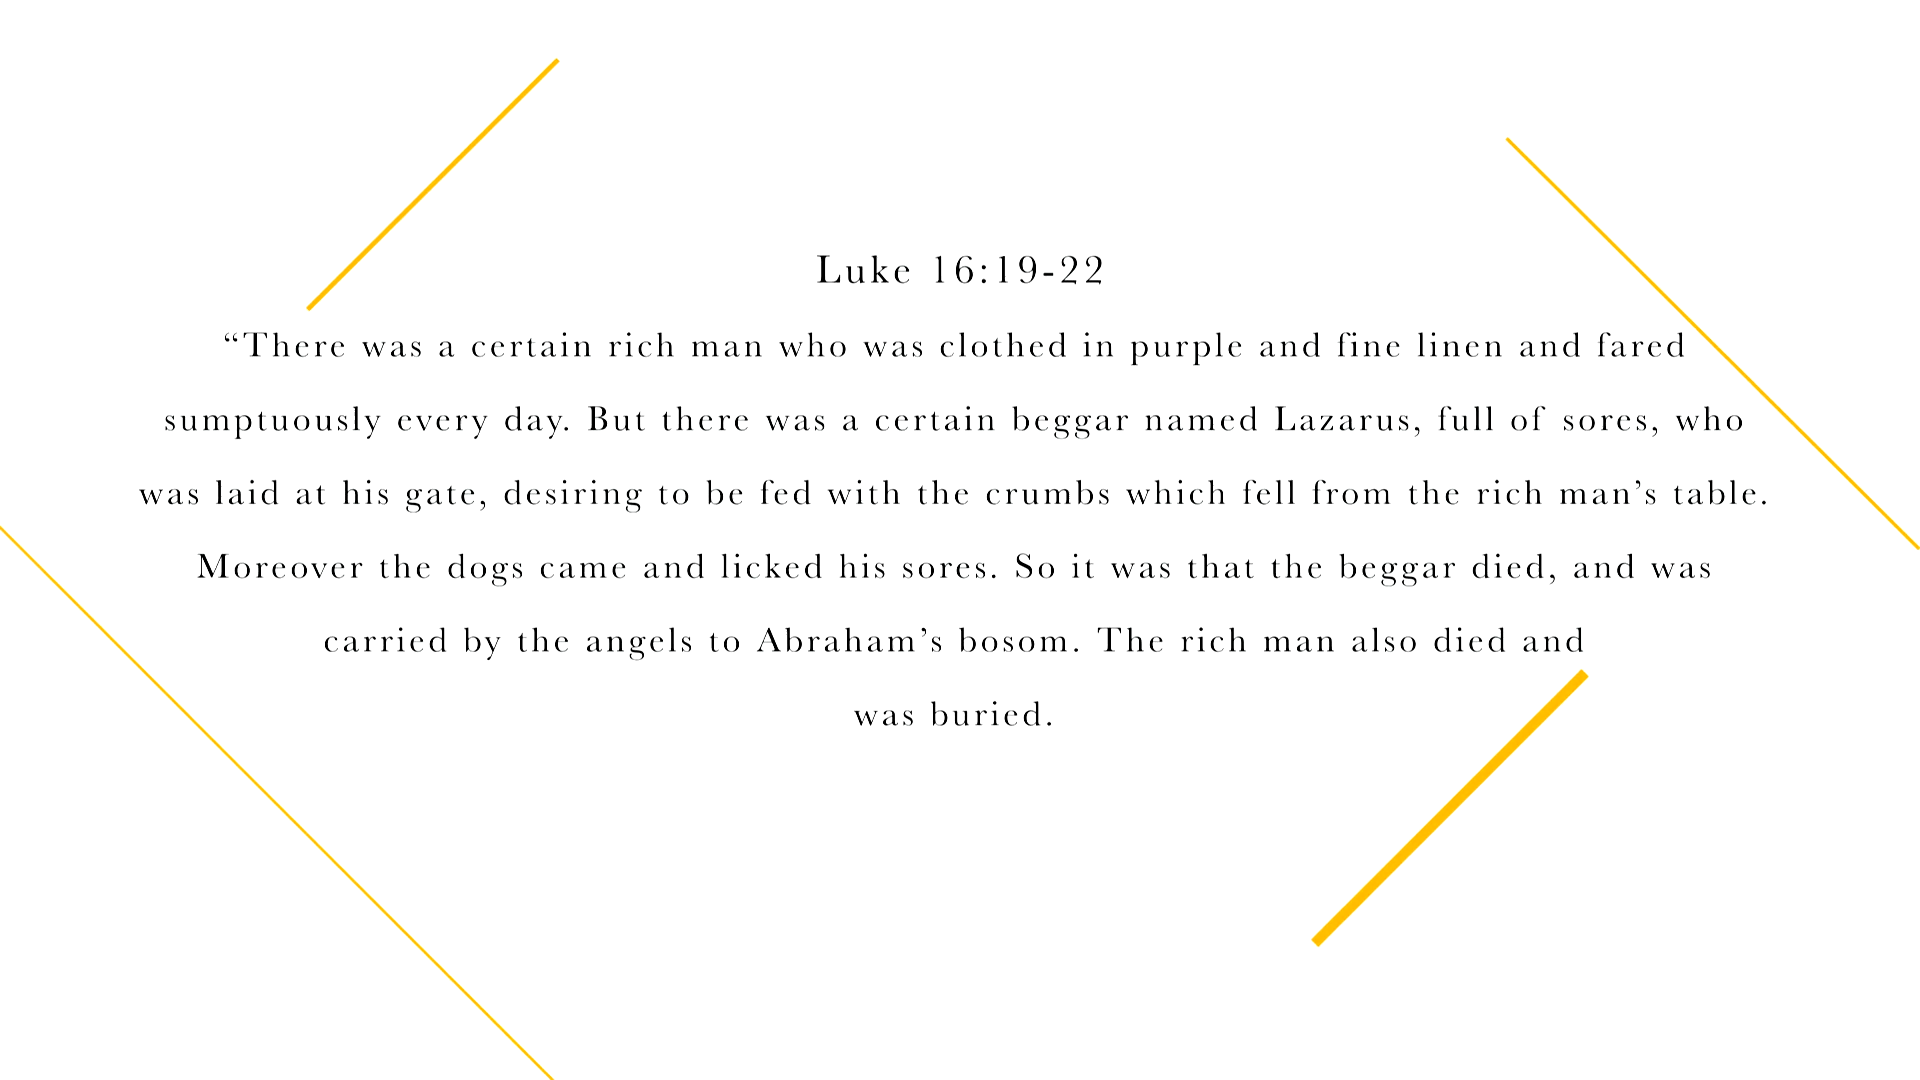 Luke 16:19-22
“There was a certain rich man who was clothed in purple and fine linen and fared
sumptuously every day. But there was a certain beggar named Lazarus, full of sores, who
was laid at his gate, desiring to be fed with the crumbs which fell from the rich man’s table.
Moreover the dogs came and licked his sores. So it was that the beggar died, and was
carried by the angels to Abraham’s bosom. The rich man also died and
was buried.